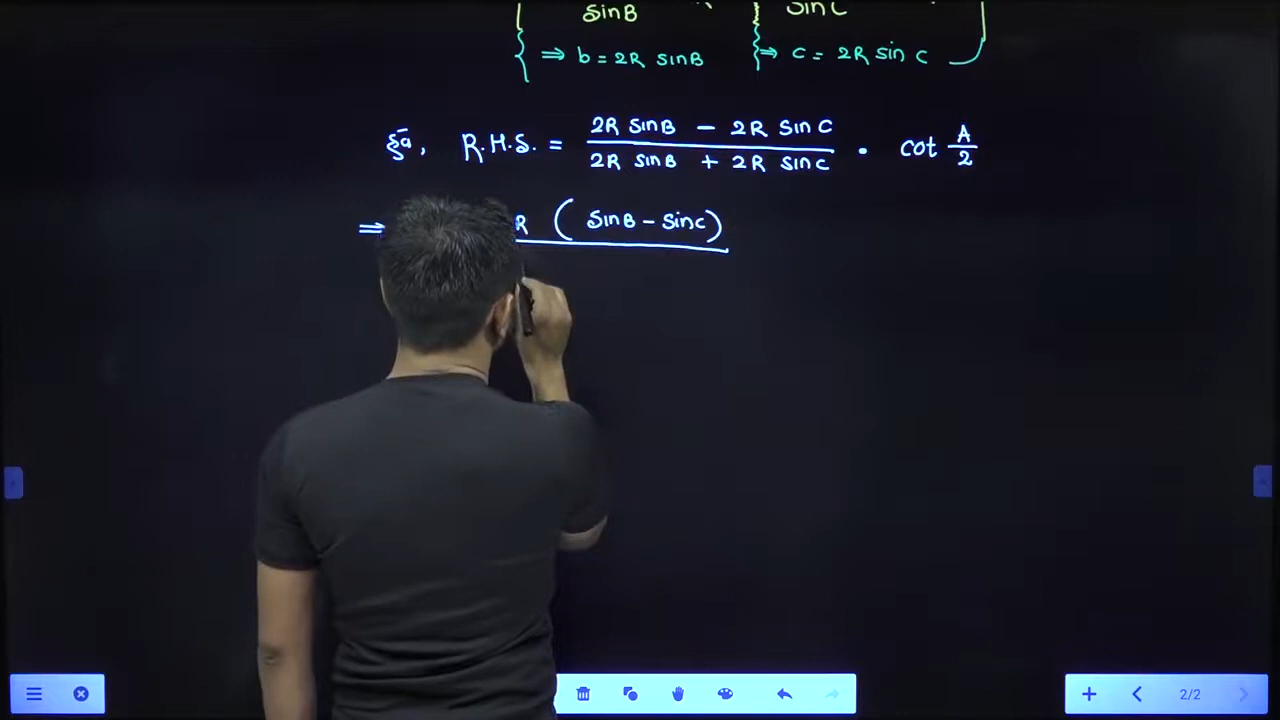 sinB sinC
⇒ b = 2R sinB ⇒ c = 2R sin C
R.H.S. = (2R sinB − 2R sin C) / (2R sinB + 2R sinC) · cot A/2
⇒ R (sinB − sinC)
2/2